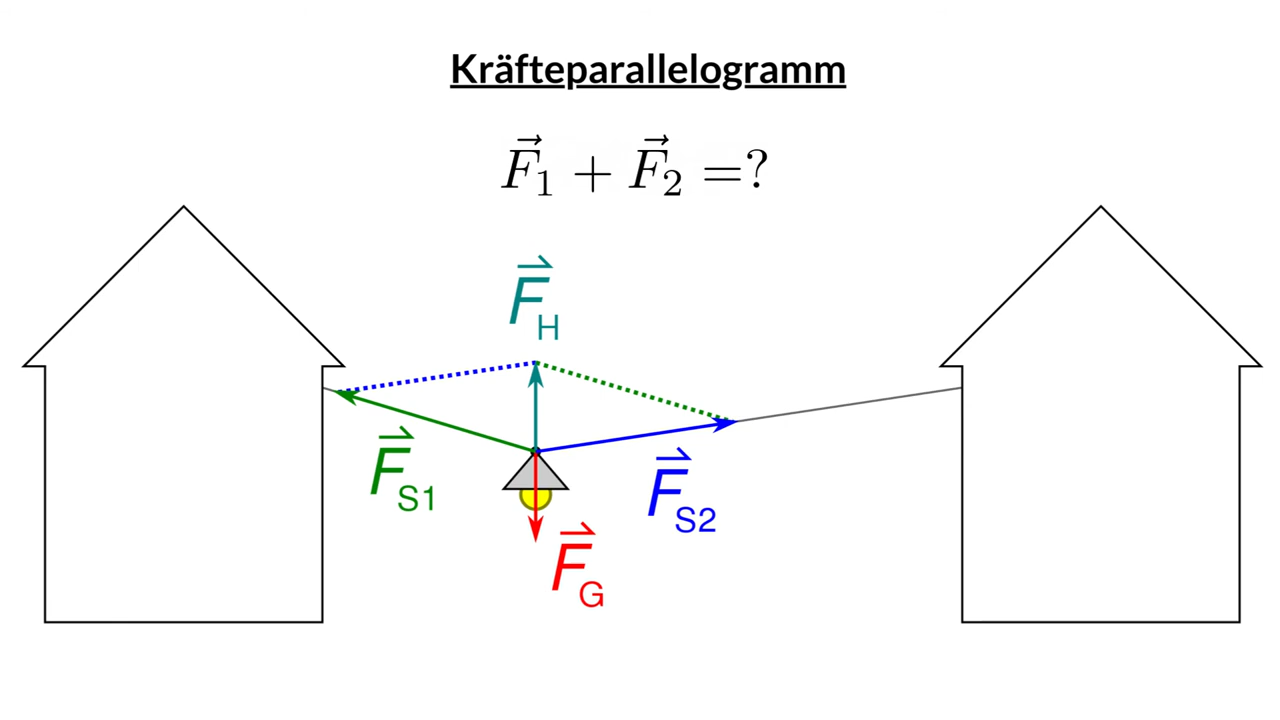 Kräfteparallelogramm
F⃗₁ + F⃗₂ =?
F⃗H
F⃗S1
F⃗S2
F⃗G